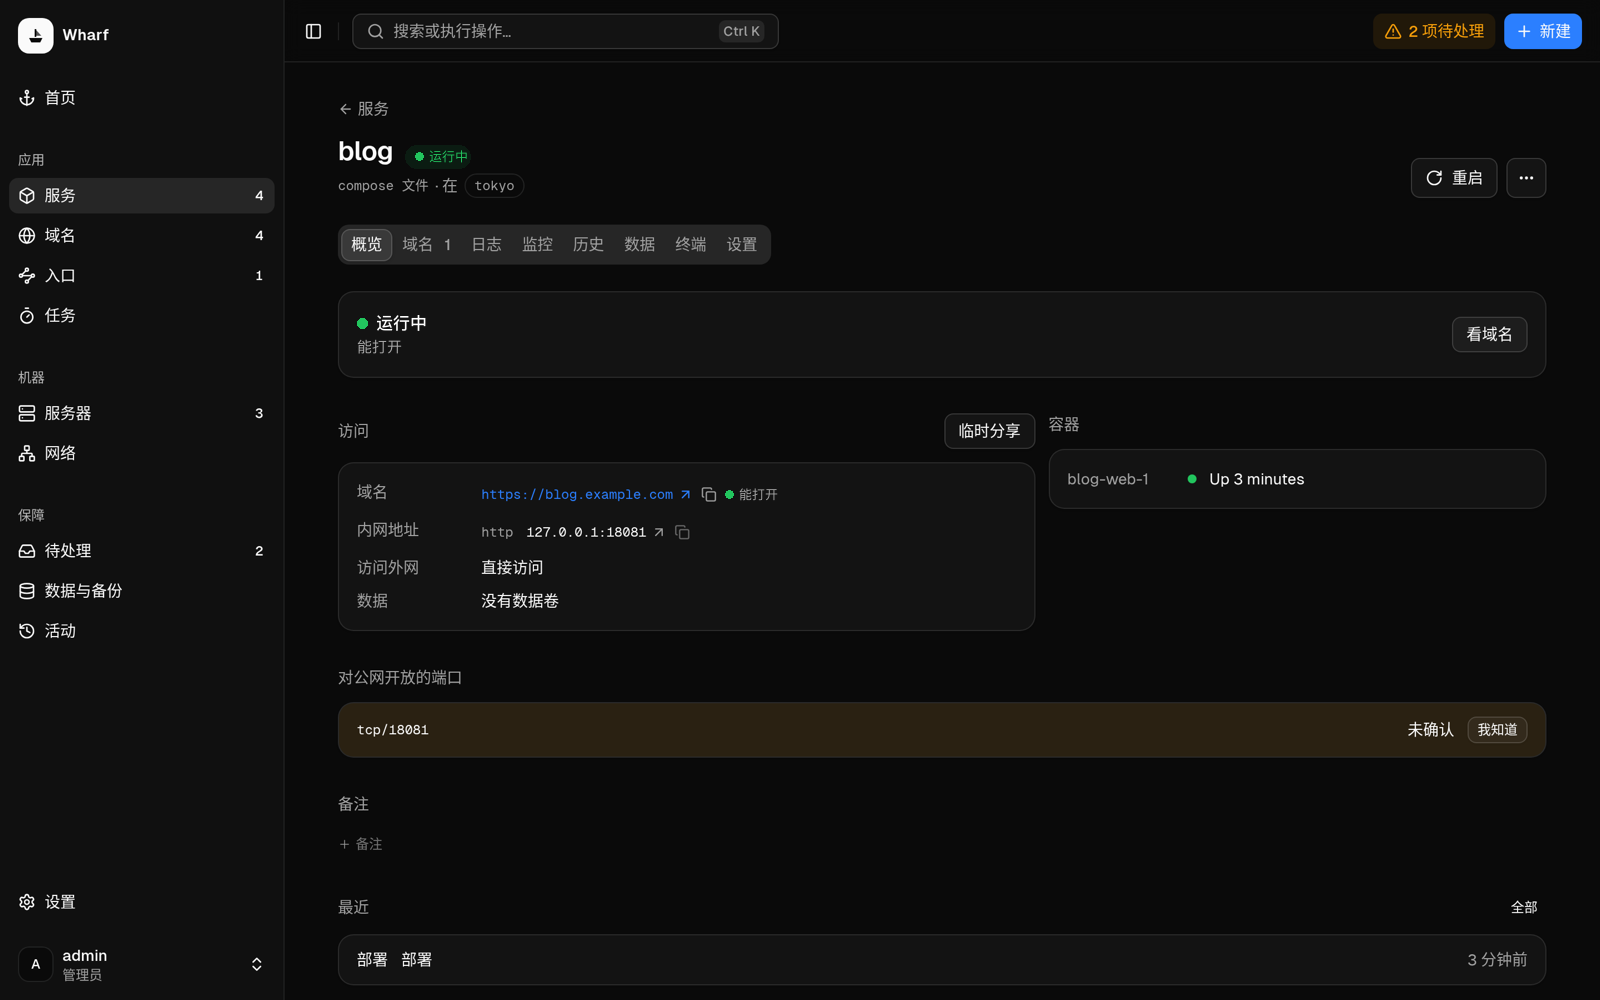 Wharf
搜索或执行操作…
Ctrl K
2 项待处理
新建
首页
应用
服务 4
域名 4
入口 1
任务
机器
服务器 3
网络
保障
待处理 2
数据与备份
活动
设置
A
admin
管理员
服务
blog 运行中
compose 文件 · 在 tokyo
重启
概览 域名 1 日志 监控 历史 数据 终端 设置
运行中
能打开
看域名
访问
临时分享
域名 https://blog.example.com 能打开
内网地址 http 127.0.0.1:18081
访问外网 直接访问
数据 没有数据卷
容器
blog-web-1 Up 3 minutes
对公网开放的端口
tcp/18081 未确认 我知道
备注
+ 备注
最近 全部
部署 部署 3 分钟前